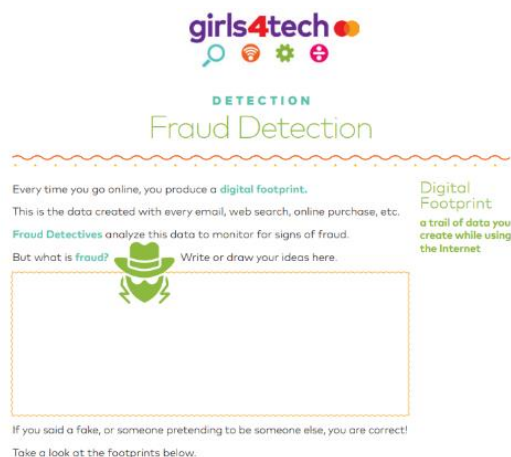 girls4tech
DETECTION
Fraud Detection
Every time you go online, you produce a digital footprint.
This is the data created with every email, web search, online purchase, etc.
Fraud Detectives analyze this data to monitor for signs of fraud.
But what is fraud? Write or draw your ideas here.
Digital
Footprint
a trail of data you
create while using
the Internet
If you said a fake, or someone pretending to be someone else, you are correct!
Take a look at the footprints below.